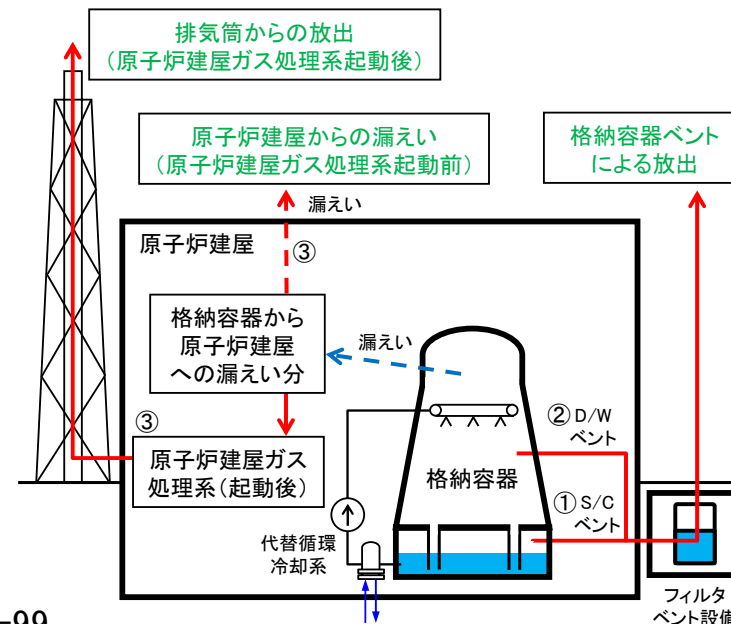 排気筒からの放出
（原子炉建屋ガス処理系起動後）
原子炉建屋からの漏えい
（原子炉建屋ガス処理系起動前）
格納容器ベント
による放出
漏えい
原子炉建屋
③
格納容器から
原子炉建屋
への漏えい分
漏えい
③
原子炉建屋ガス
処理系（起動後）
②D/W
ベント
格納容器
①S/C
ベント
代替循環
冷却系
フィルタ
ベント設備
-99